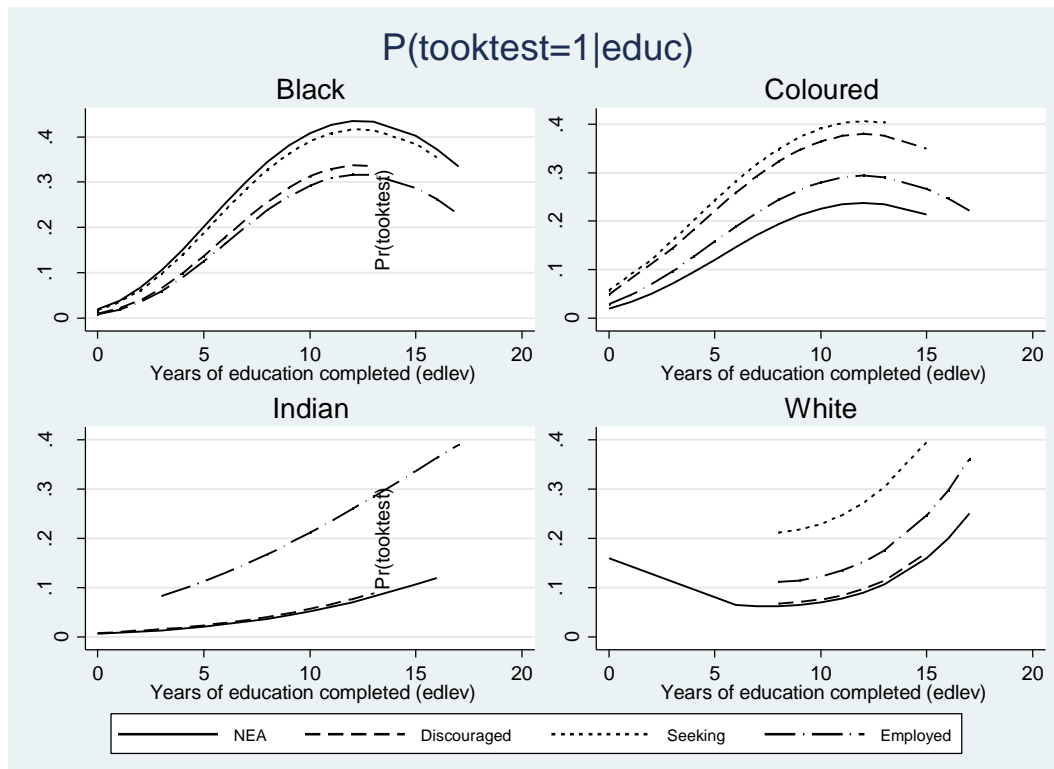 P(tooktest=1|educ)
Black
.4
.3
.2
.1
0
Pr(tooktest)
0 5 10 15 20
Years of education completed (edlev)
Coloured
.4
.3
.2
.1
0
0 5 10 15 20
Years of education completed (edlev)
Indian
.4
.3
.2
.1
0
Pr(tooktest)
0 5 10 15 20
Years of education completed (edlev)
White
.4
.3
.2
.1
0
0 5 10 15 20
Years of education completed (edlev)
NEA Discouraged Seeking Employed